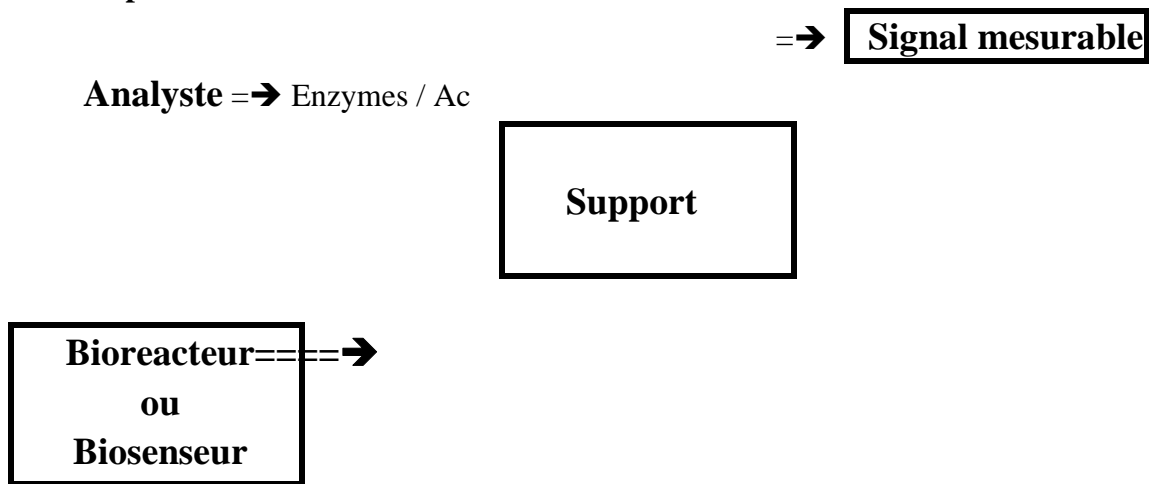 =➔ Signal mesurable
Analyste =➔ Enzymes / Ac
Support
Bioreacteur====➔
ou
Biosenseur